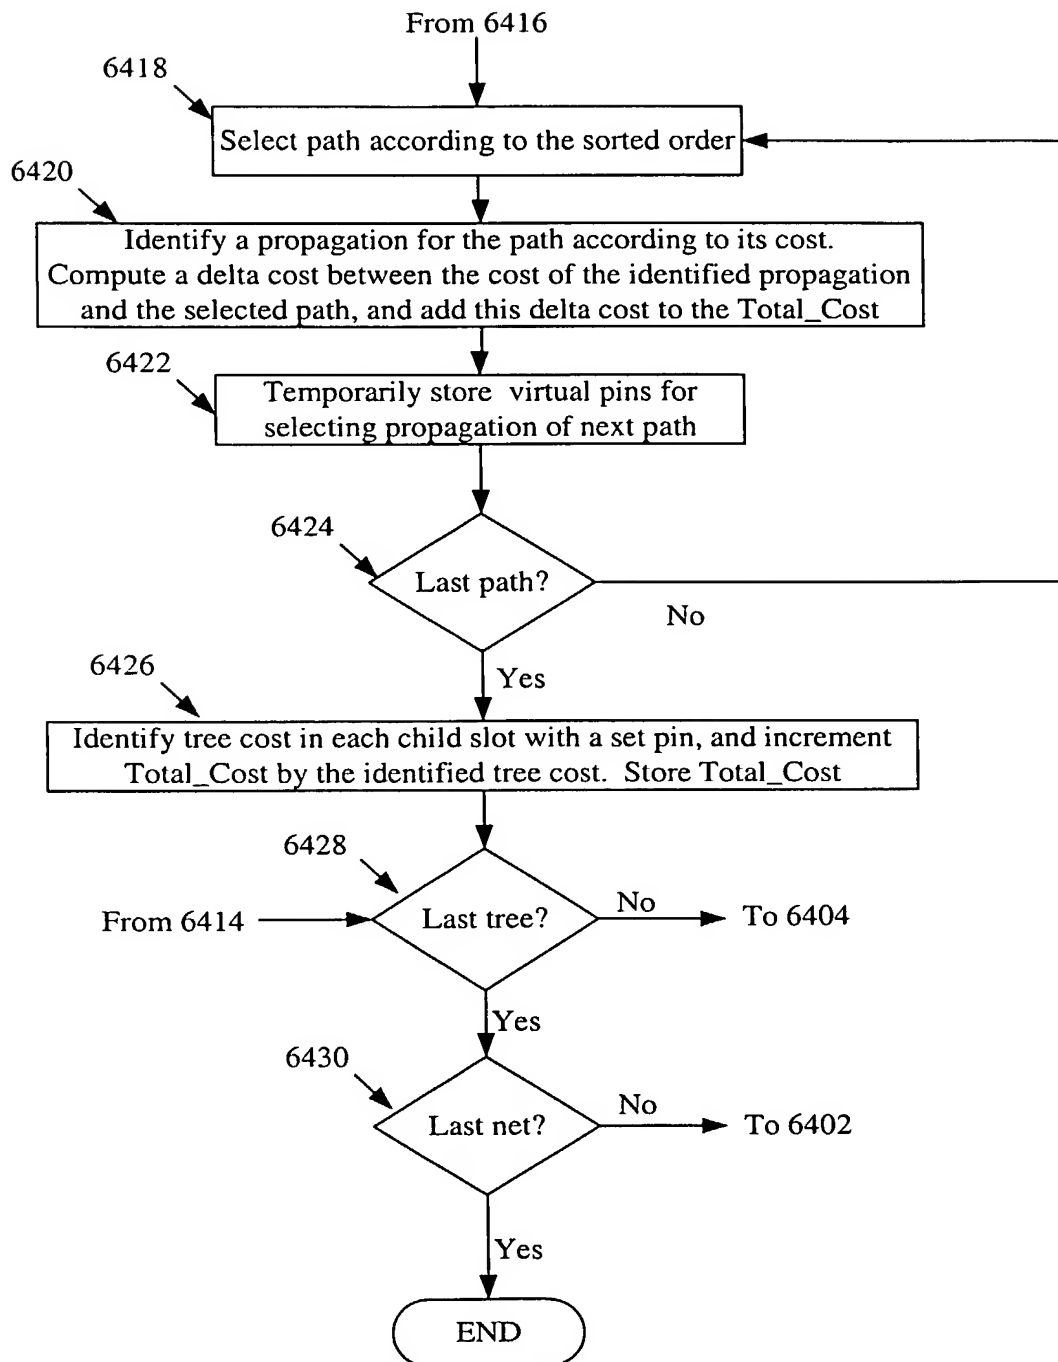 From 6416
6418
Select path according to the sorted order
6420
Identify a propagation for the path according to its cost.
Compute a delta cost between the cost of the identified propagation
and the selected path, and add this delta cost to the Total_Cost
6422
Temporarily store virtual pins for
selecting propagation of next path
6424
Last path?
No
Yes
6426
Identify tree cost in each child slot with a set pin, and increment
Total_Cost by the identified tree cost. Store Total_Cost
6428
From 6414
Last tree?
No
To 6404
Yes
6430
Last net?
No
To 6402
Yes
END